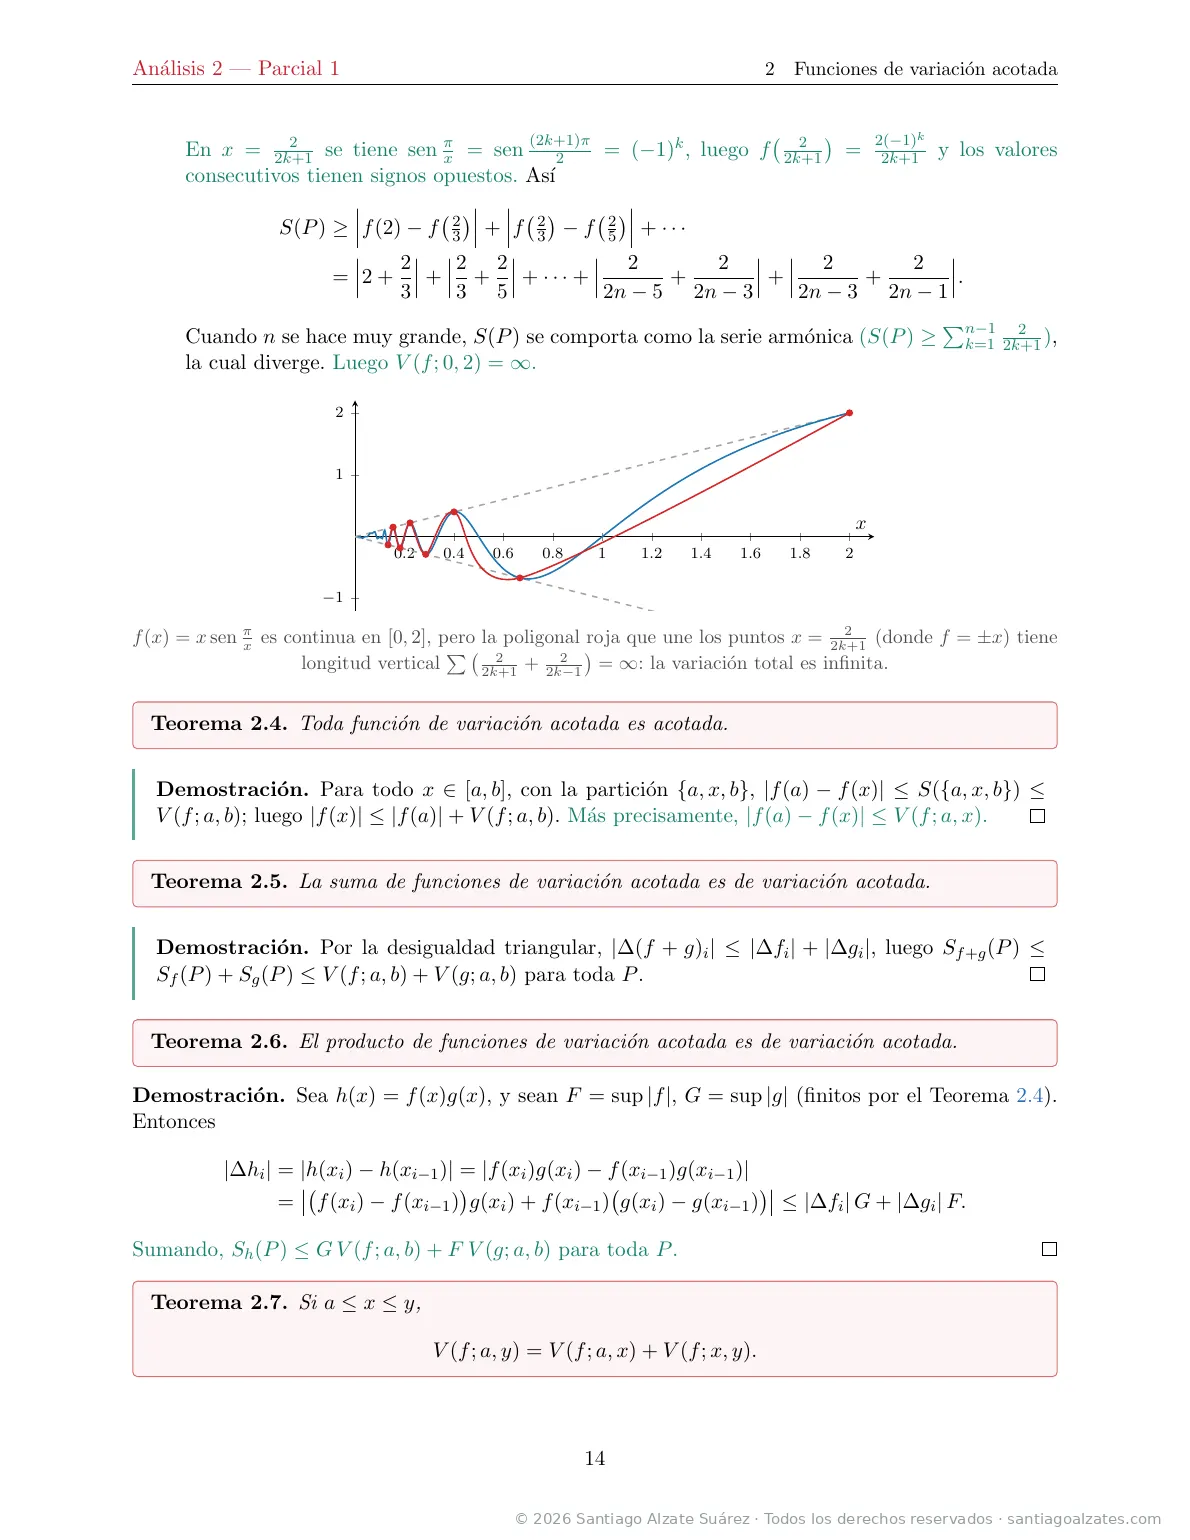 Análisis 2 — Parcial 1
2 Funciones de variación acotada
En x = 2/(2k+1) se tiene sen π/x = sen (2k+1)π/2 = (−1)^k, luego f(2/(2k+1)) = 2(−1)^k/(2k+1) y los valores
consecutivos tienen signos opuestos. Así
S(P) ≥ |f(2) − f(2/3)| + |f(2/3) − f(2/5)| + ···
= |2 + 2/3| + |2/3 + 2/5| + ··· + |2/(2n − 5) + 2/(2n − 3)| + |2/(2n − 3) + 2/(2n − 1)|.
Cuando n se hace muy grande, S(P) se comporta como la serie armónica (S(P) ≥ ∑_{k=1}^{n−1} 2/(2k+1)),
la cual diverge. Luego V(f; 0, 2) = ∞.
2
1
x
0.2 0.4 0.6 0.8 1 1.2 1.4 1.6 1.8 2
−1
f(x) = x sen π/x es continua en [0, 2], pero la poligonal roja que une los puntos x = 2/(2k+1) (donde f = ±x) tiene
longitud vertical ∑ (2/(2k+1) + 2/(2k−1)) = ∞: la variación total es infinita.
Teorema 2.4. Toda función de variación acotada es acotada.
Demostración. Para todo x ∈ [a, b], con la partición {a, x, b}, |f(a) − f(x)| ≤ S({a, x, b}) ≤
V(f; a, b); luego |f(x)| ≤ |f(a)| + V(f; a, b). Más precisamente, |f(a) − f(x)| ≤ V(f; a, x). □
Teorema 2.5. La suma de funciones de variación acotada es de variación acotada.
Demostración. Por la desigualdad triangular, |Δ(f + g)_i| ≤ |Δf_i| + |Δg_i|, luego S_{f+g}(P) ≤
S_f(P) + S_g(P) ≤ V(f; a, b) + V(g; a, b) para toda P. □
Teorema 2.6. El producto de funciones de variación acotada es de variación acotada.
Demostración. Sea h(x) = f(x)g(x), y sean F = sup |f|, G = sup |g| (finitos por el Teorema 2.4).
Entonces
|Δh_i| = |h(x_i) − h(x_{i−1})| = |f(x_i)g(x_i) − f(x_{i−1})g(x_{i−1})|
= |(f(x_i) − f(x_{i−1}))g(x_i) + f(x_{i−1})(g(x_i) − g(x_{i−1}))| ≤ |Δf_i| G + |Δg_i| F.
Sumando, S_h(P) ≤ G V(f; a, b) + F V(g; a, b) para toda P. □
Teorema 2.7. Si a ≤ x ≤ y,
V(f; a, y) = V(f; a, x) + V(f; x, y).
14
© 2026 Santiago Alzate Suárez · Todos los derechos reservados · santiagoalzates.com